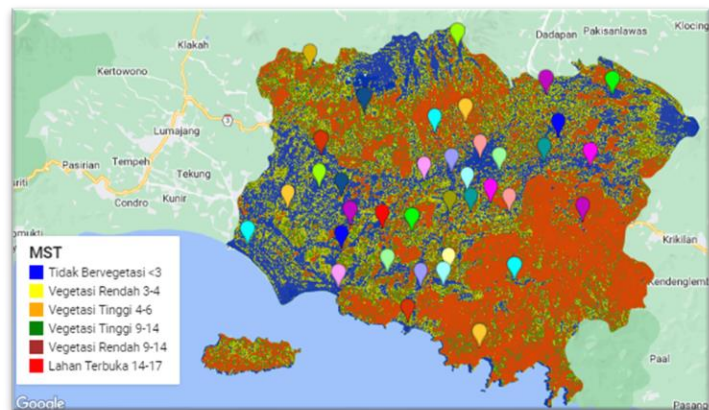 Klakah
Dadapan
Pakisanlawas
Klocing
Kertowono
3
Lumajang
Pasirian
Tempeh
Tekung
Condro
Kunir
MST
Tidak Bervegetasi <3
Vegetasi Rendah 3-4
Vegetasi Tinggi 4-6
Vegetasi Tinggi 9-14
Vegetasi Rendah 9-14
Lahan Terbuka 14-17
Krikilan
Kendenglemb
Paal
Pasang
Google